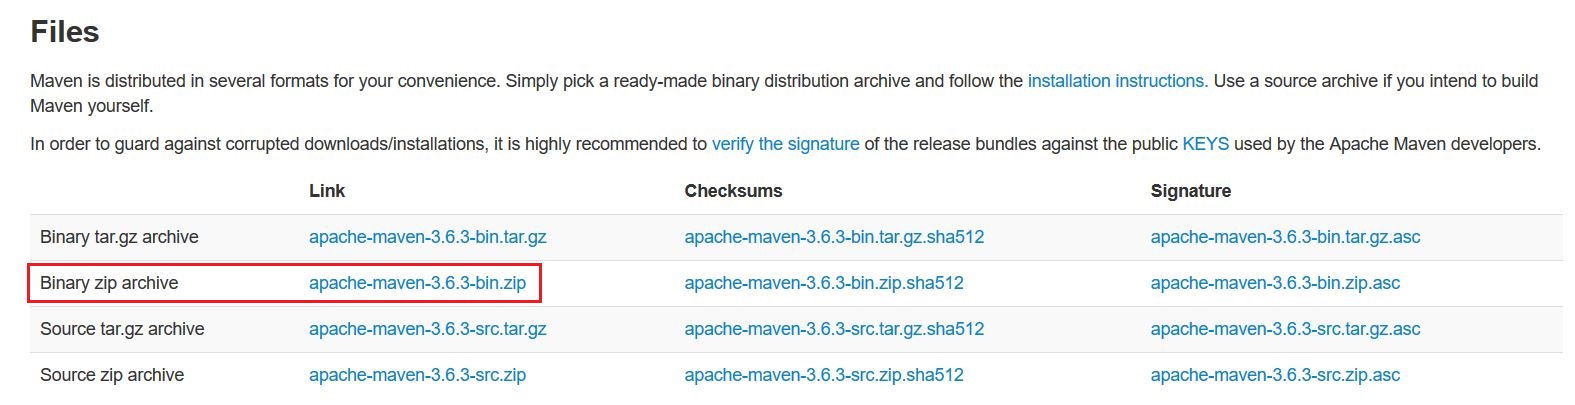 Files
Maven is distributed in several formats for your convenience. Simply pick a ready-made binary distribution archive and follow the installation instructions. Use a source archive if you intend to build
Maven yourself.
In order to guard against corrupted downloads/installations, it is highly recommended to verify the signature of the release bundles against the public KEYS used by the Apache Maven developers.
Link Checksums Signature
Binary tar.gz archive apache-maven-3.6.3-bin.tar.gz apache-maven-3.6.3-bin.tar.gz.sha512 apache-maven-3.6.3-bin.tar.gz.asc
Binary zip archive apache-maven-3.6.3-bin.zip apache-maven-3.6.3-bin.zip.sha512 apache-maven-3.6.3-bin.zip.asc
Source tar.gz archive apache-maven-3.6.3-src.tar.gz apache-maven-3.6.3-src.tar.gz.sha512 apache-maven-3.6.3-src.tar.gz.asc
Source zip archive apache-maven-3.6.3-src.zip apache-maven-3.6.3-src.zip.sha512 apache-maven-3.6.3-src.zip.asc